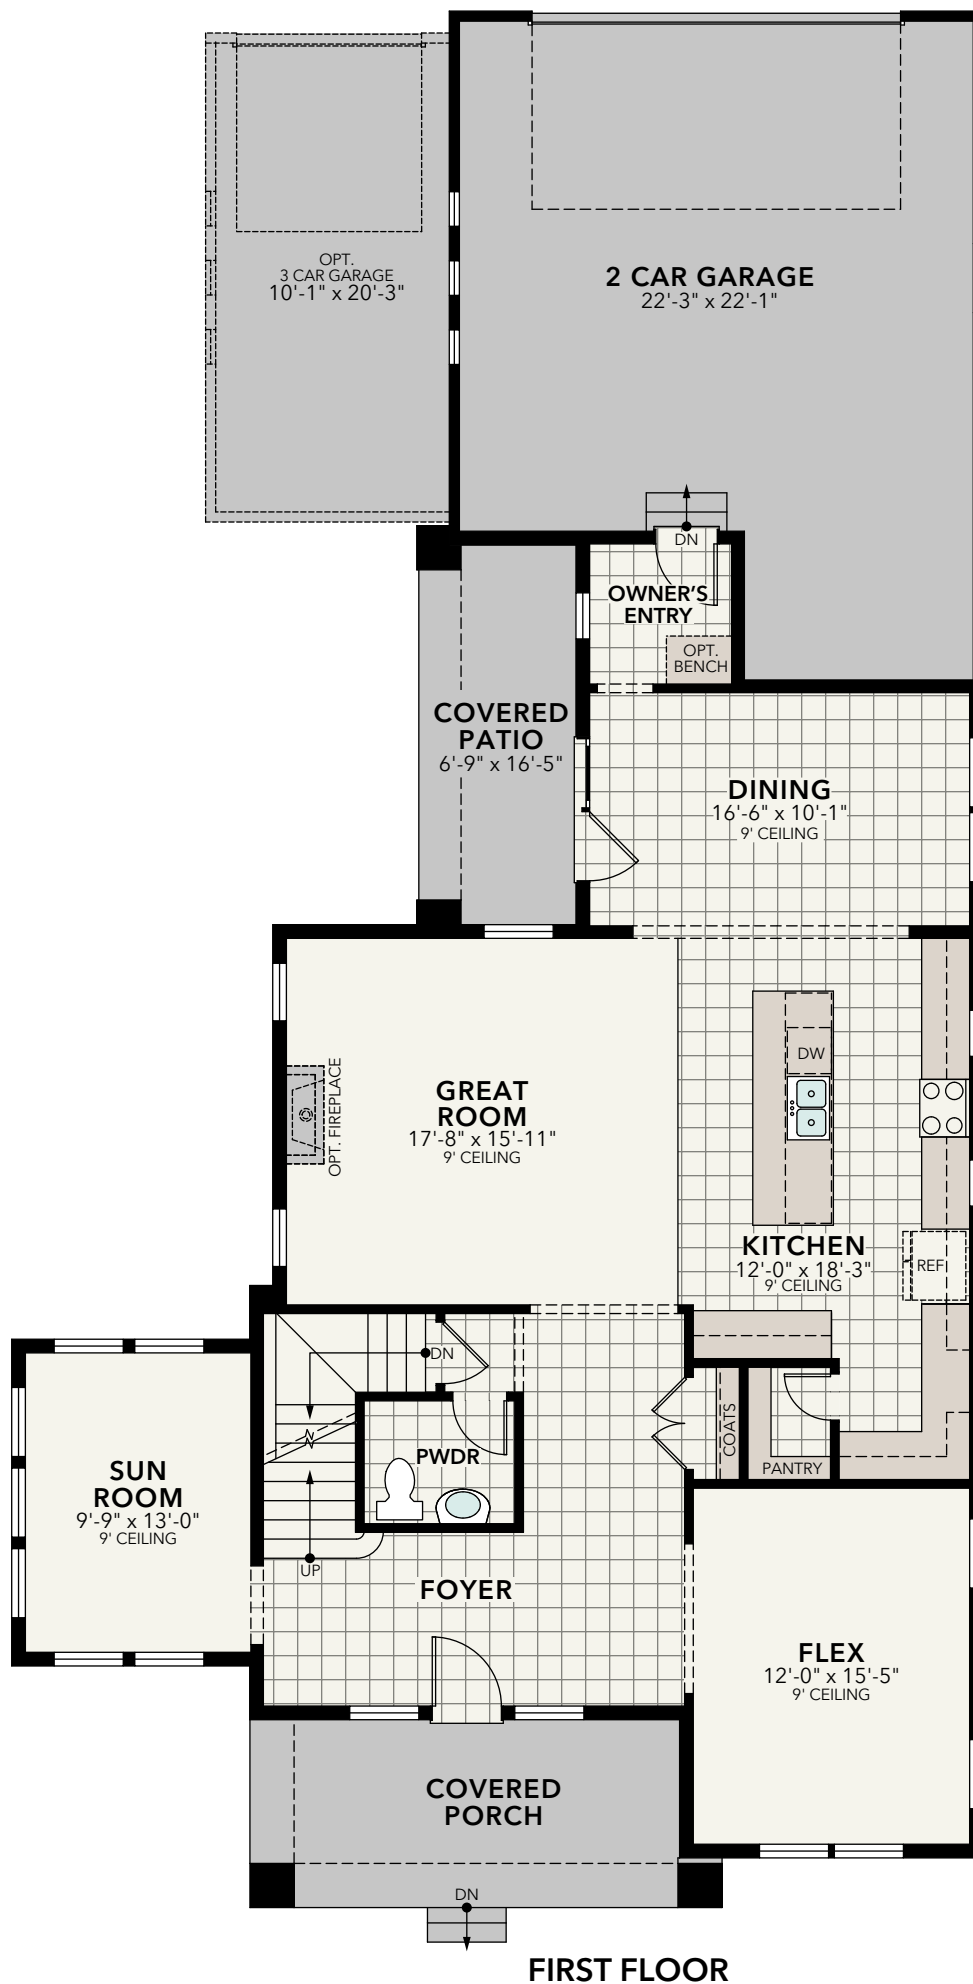 OPT.
3 CAR GARAGE
10'-1" x 20'-3"
2 CAR GARAGE
22'-3" x 22'-1"
DN
OWNER'S
ENTRY
OPT.
BENCH
COVERED
PATIO
6'-9" x 16'-5"
DINING
16'-6" x 10'-1"
9' CEILING
DW
GREAT
ROOM
17'-8" x 15'-11"
9' CEILING
OPT. FIREPLACE
KITCHEN
12'-0" x 18'-3"
9' CEILING
REF
DN
COATS
PANTRY
PWDR
SUN
ROOM
9'-9" x 13'-0"
9' CEILING
UP
FOYER
FLEX
12'-0" x 15'-5"
9' CEILING
COVERED
PORCH
DN
FIRST FLOOR